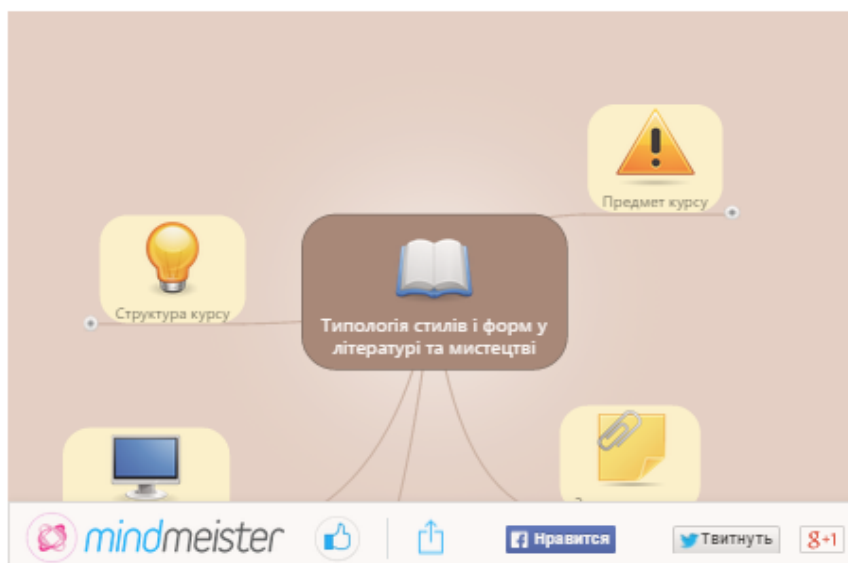 Предмет курсу
Структура курсу
Типологія стилів і форм у
літературі та мистецтві
mindmeister
Нравится
Твитнуть
g+1